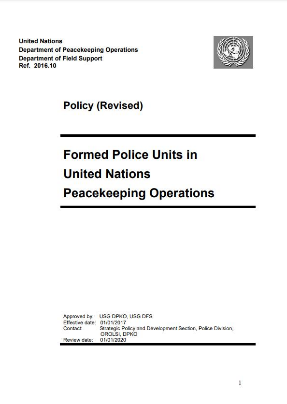 United Nations
Department of Peacekeeping Operations
Department of Field Support
Ref. 2016.10
Policy (Revised)
Formed Police Units in
United Nations
Peacekeeping Operations
Approved by: USG DPKO, USG DFS
Effective date: 01/01/2017
Contact: Strategic Policy and Development Section, Police Division,
OROLSI, DPKO
Review date: 01/01/2020
1